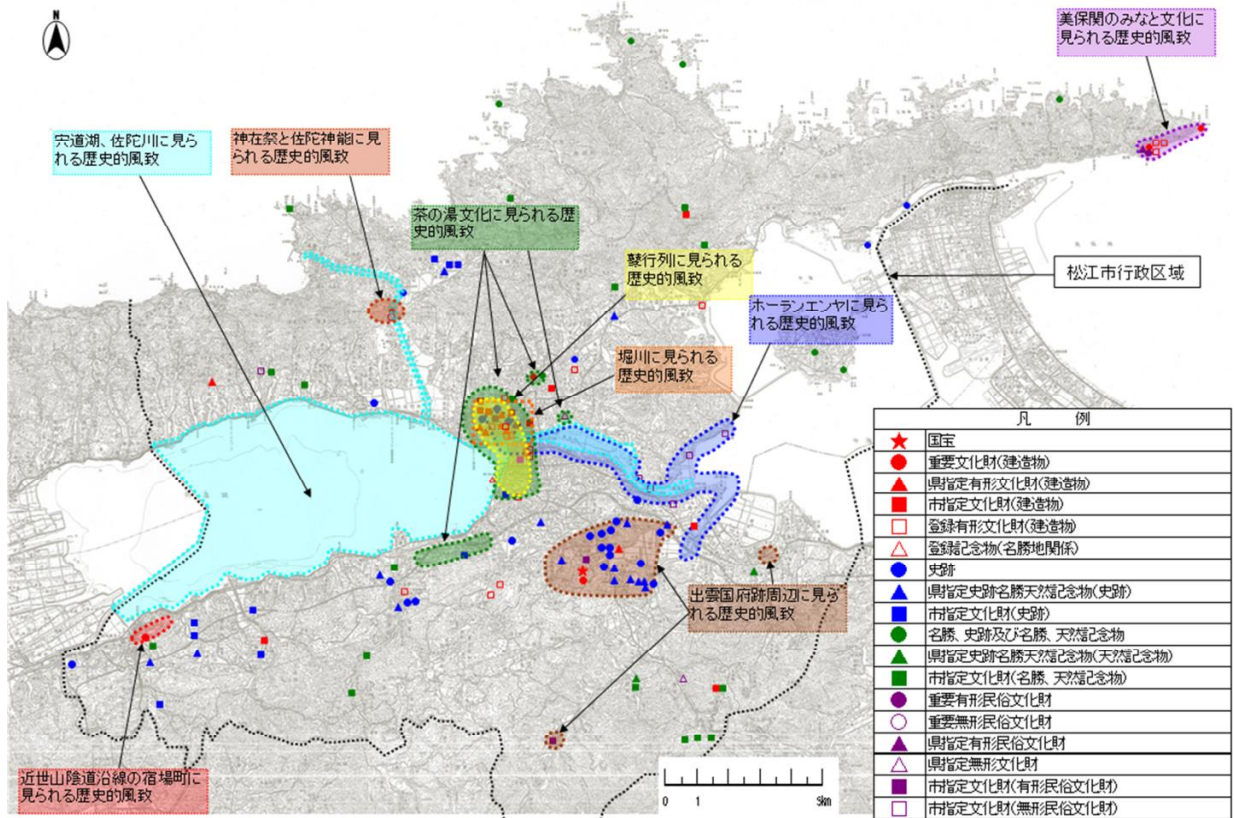 N
美保関のみなと文化に
見られる歴史的風致
宍道湖、佐陀川に見ら
れる歴史的風致
神在祭と佐陀神能に見
られる歴史的風致
茶の湯文化に見られる歴
史的風致
鼕行列に見られる
歴史的風致
ホーランエンヤに見ら
れる歴史的風致
松江市行政区域
堀川に見られる
歴史的風致
出雲国府跡周辺に見ら
れる歴史的風致
近世山陰道沿線の宿場町に
見られる歴史的風致
凡 例
国宝
重要文化財(建造物)
県指定有形文化財(建造物)
市指定文化財(建造物)
登録有形文化財(建造物)
登録記念物(名勝地関係)
史跡
県指定史跡名勝天然記念物(史跡)
市指定文化財(史跡)
名勝、史跡及び名勝、天然記念物
県指定史跡名勝天然記念物(天然記念物)
市指定文化財(名勝、天然記念物)
重要有形民俗文化財
重要無形民俗文化財
県指定有形民俗文化財
県指定無形文化財
市指定文化財(有形民俗文化財)
市指定文化財(無形民俗文化財)
0 1 5km